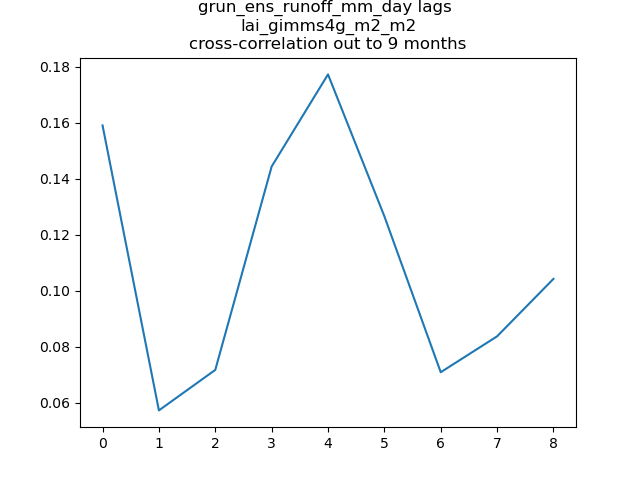 grun_ens_runoff_mm_day lags
lai_gimms4g_m2_m2
cross-correlation out to 9 months
0.18
0.16
0.14
0.12
0.10
0.08
0.06
0 1 2 3 4 5 6 7 8